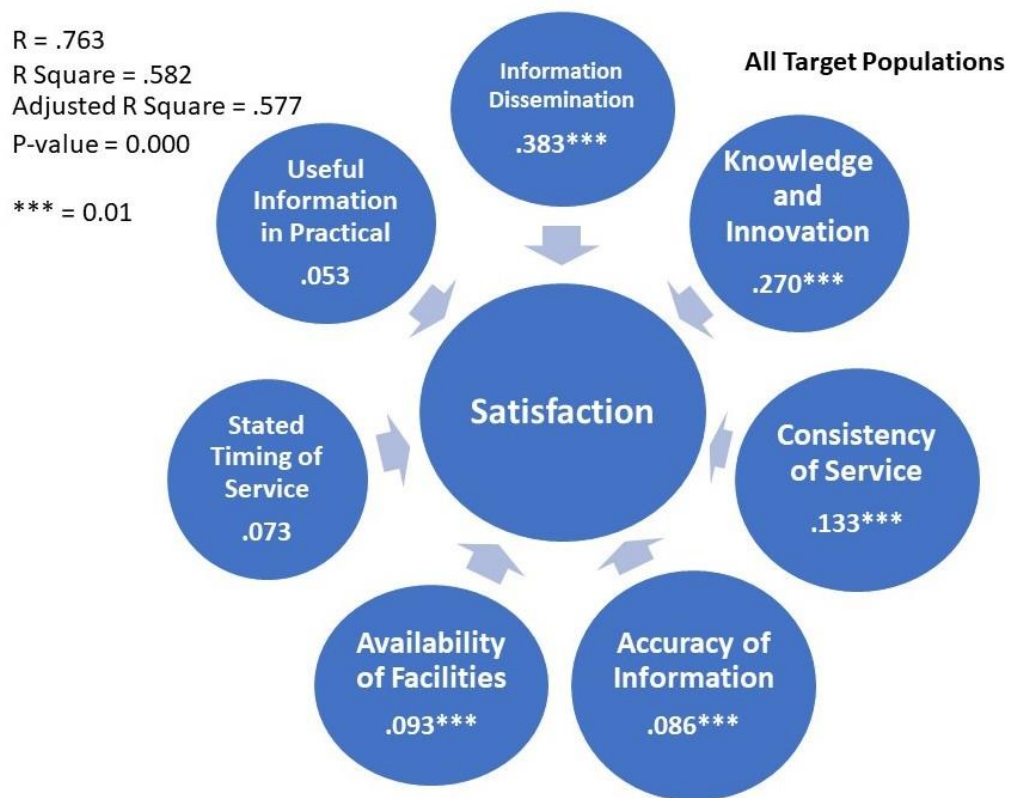 R = .763
R Square = .582
Adjusted R Square = .577
P-value = 0.000
*** = 0.01
All Target Populations
Information
Dissemination
.383***
Knowledge
and
Innovation
.270***
Consistency
of Service
.133***
Accuracy of
Information
.086***
Availability
of Facilities
.093***
Stated
Timing of
Service
.073
Useful
Information
in Practical
.053
Satisfaction